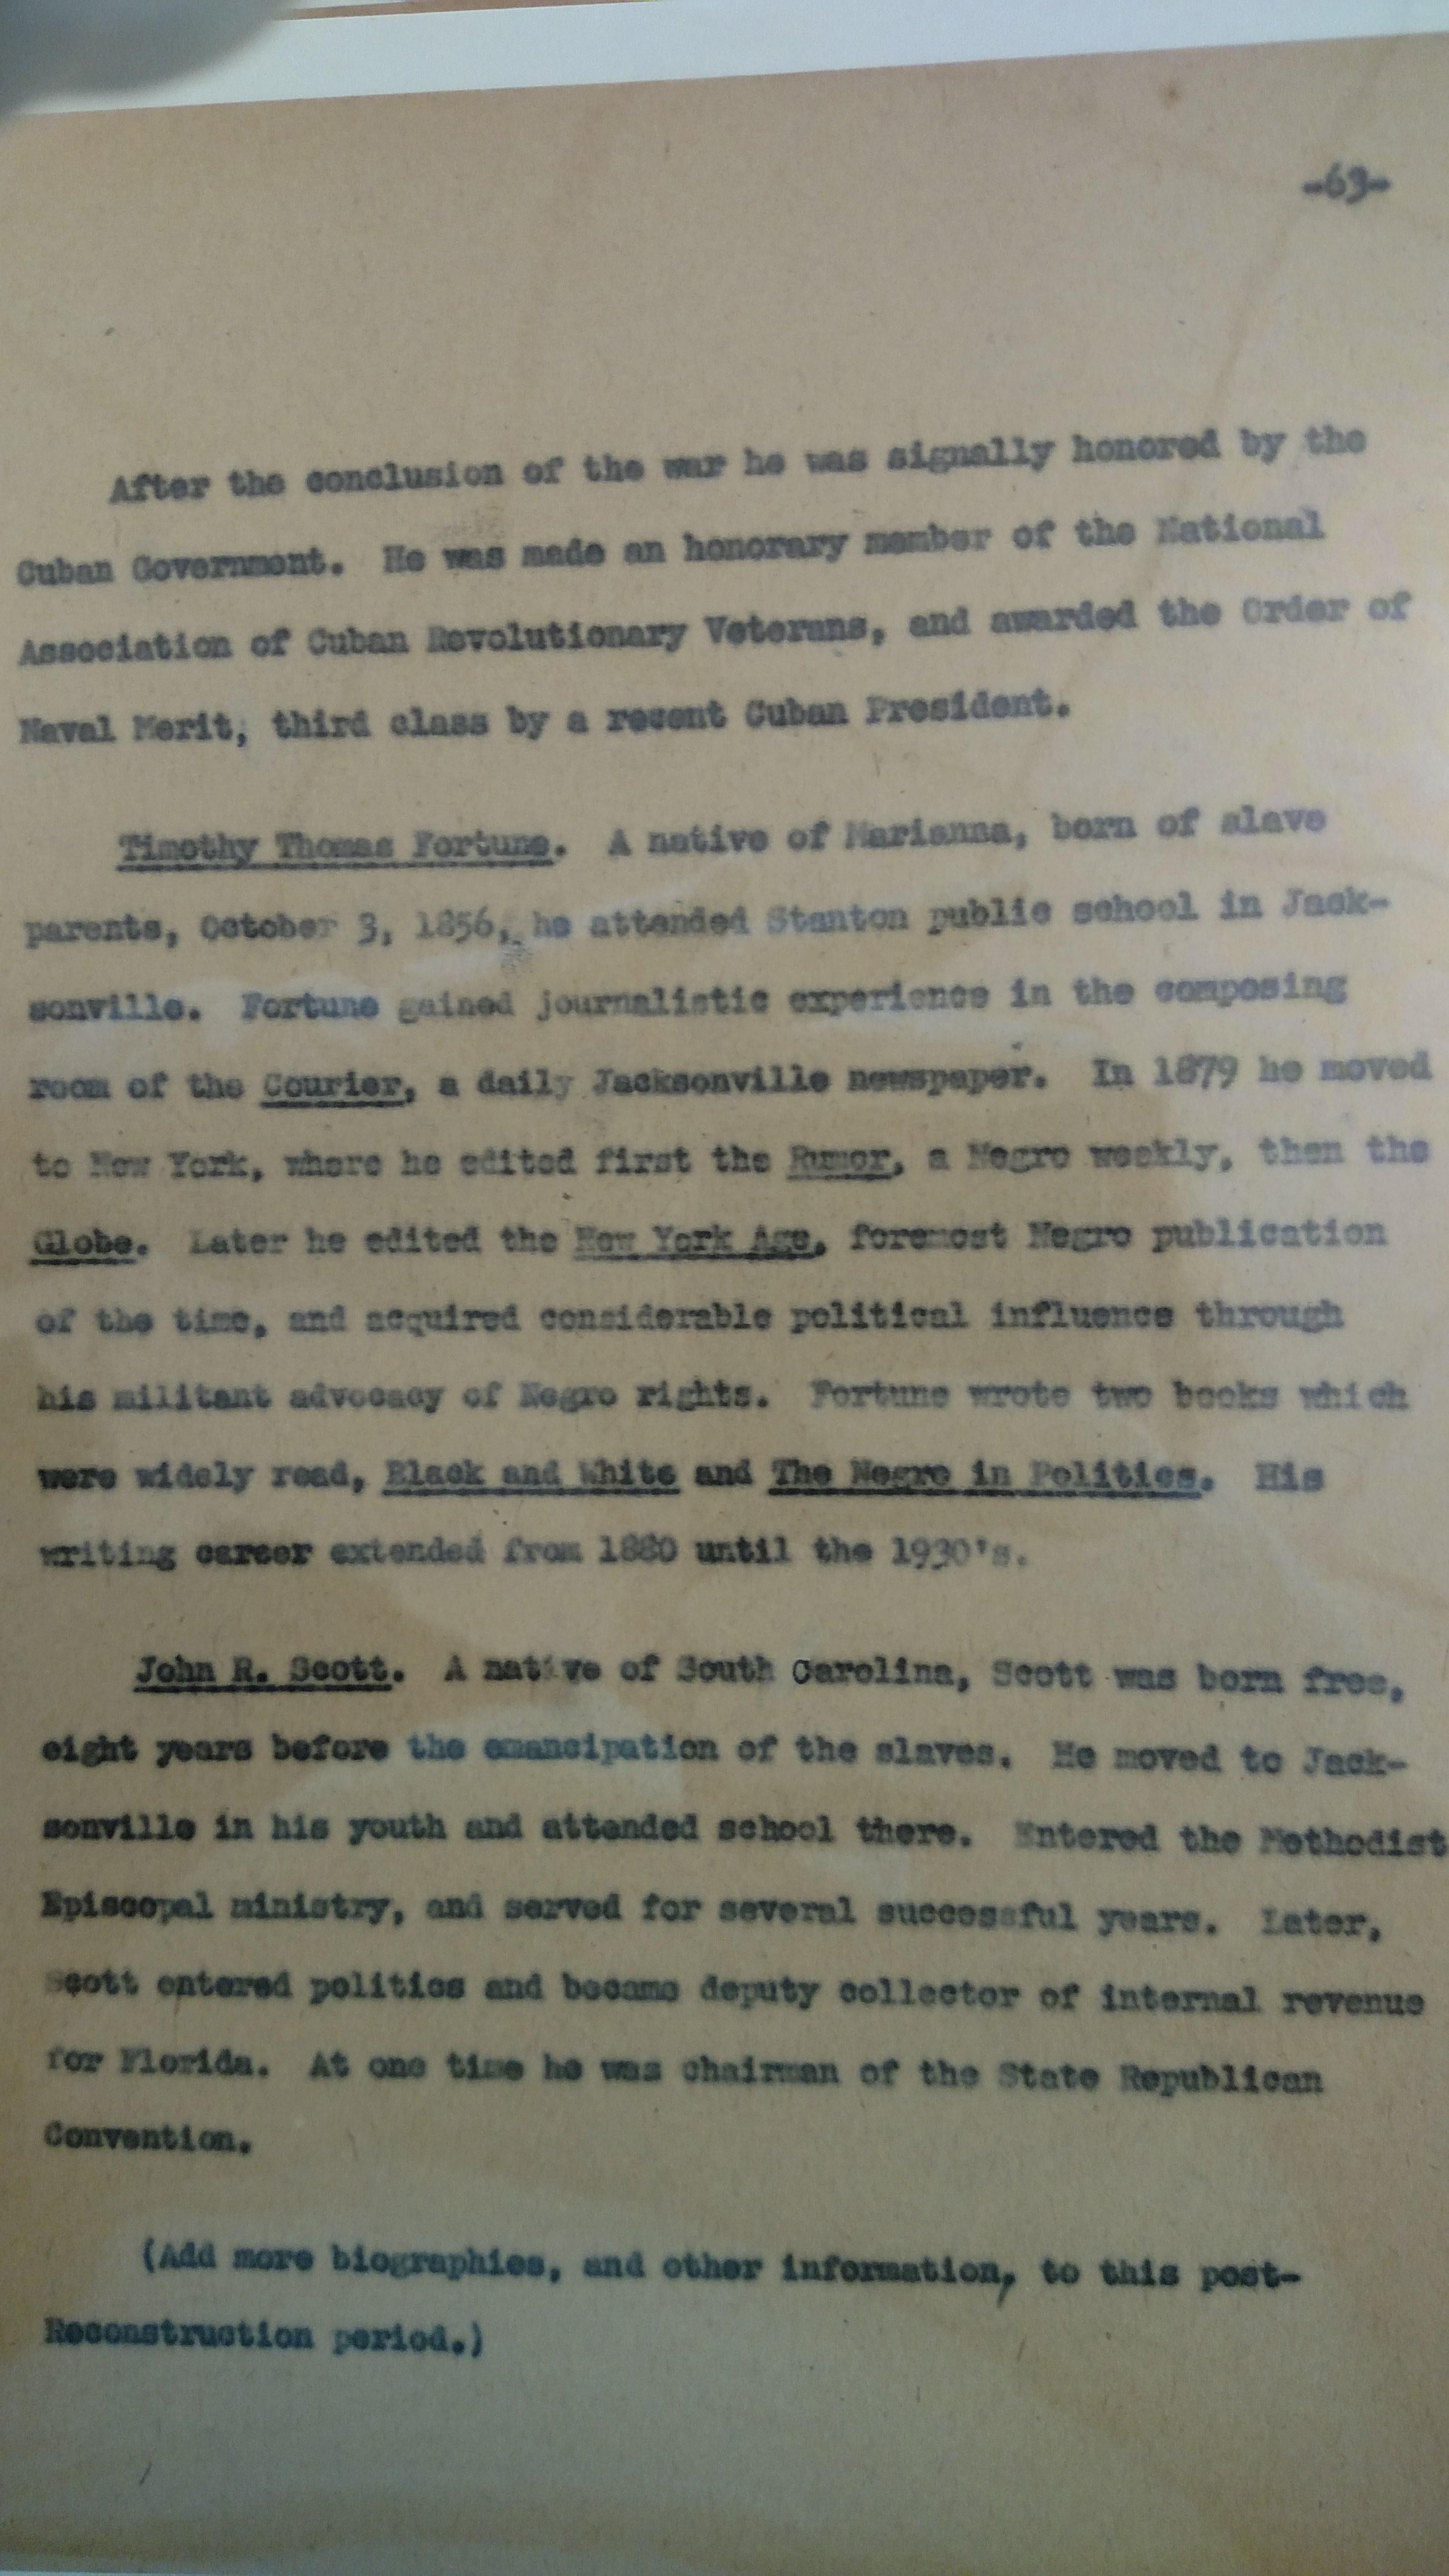 -63-
After the conclusion of the war he was signally honored by the
Cuban Government. He was made an honorary member of the National
Association of Cuban Revolutionary Veterans, and awarded the Order of
Naval Merit, third class by a recent Cuban President.
Timothy Thomas Fortune. A native of Marianna, born of slave
parents, October 3, 1856, he attended Stanton public school in Jack-
sonville. Fortune gained journalistic experience in the composing
room of the Courier, a daily Jacksonville newspaper. In 1879 he moved
to New York, where he edited first the Rumor, a Negro weekly, then the
Globe. Later he edited the New York Age, foremost Negro publication
of the time, and acquired considerable political influence through
his militant advocacy of Negro rights. Fortune wrote two books which
were widely read, Black and White and The Negro in Politics. His
writing career extended from 1880 until the 1930's.
John R. Scott. A native of South Carolina, Scott was born free,
eight years before the emancipation of the slaves. He moved to Jack-
sonville in his youth and attended school there. Entered the Methodist
Episcopal ministry, and served for several successful years. Later,
Scott entered politics and became deputy collector of internal revenue
for Florida. At one time he was chairman of the State Republican
Convention.
(Add more biographies, and other information, to this post-
Reconstruction period.)